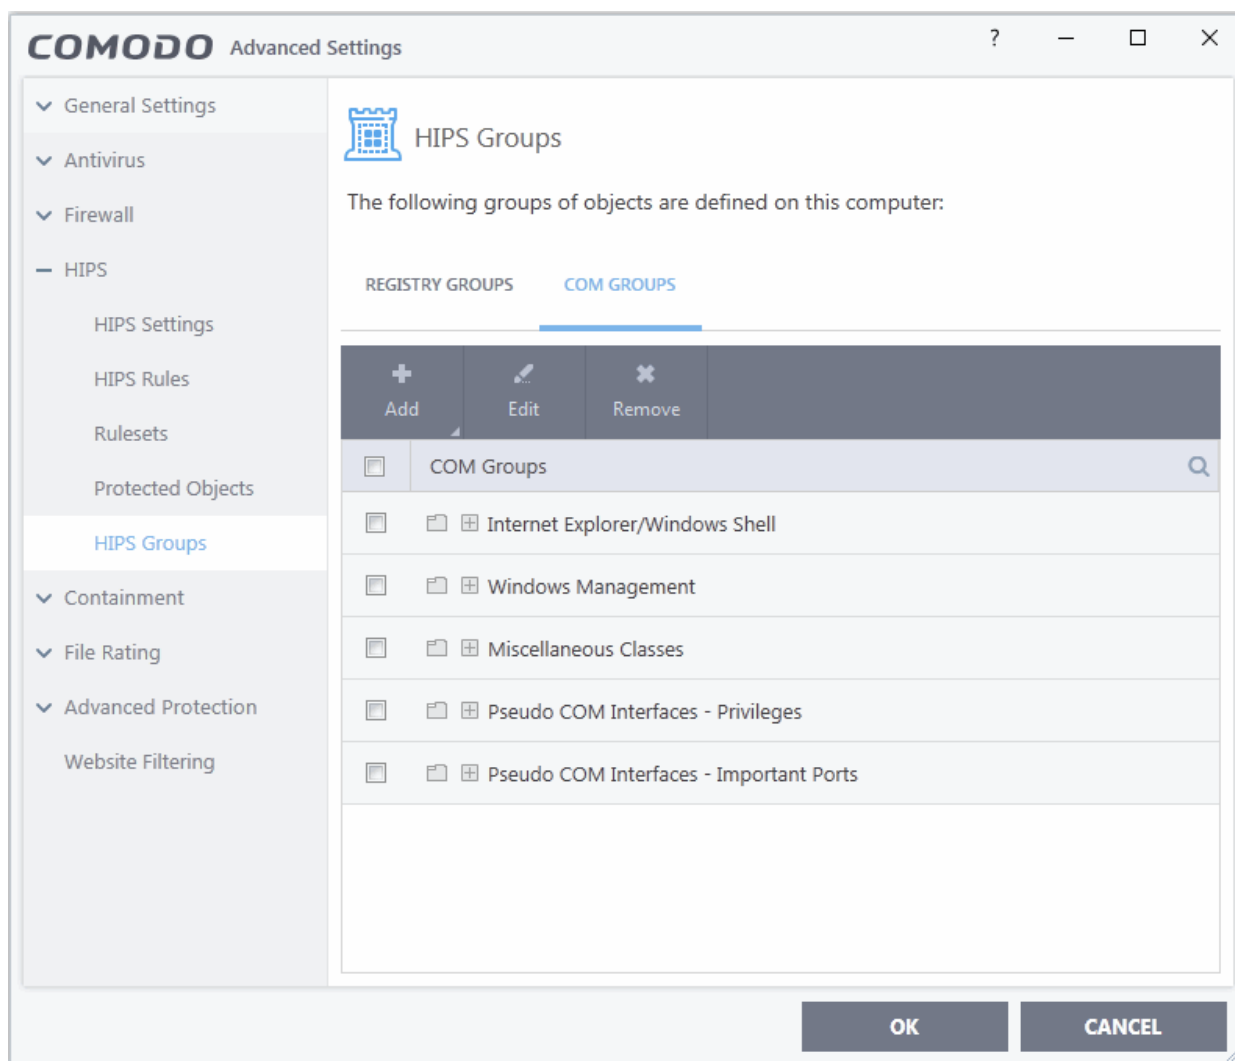 COMODO Advanced Settings ?
General Settings
Antivirus
Firewall
HIPS
HIPS Settings
HIPS Rules
Rulesets
Protected Objects
HIPS Groups
Containment
File Rating
Advanced Protection
Website Filtering
HIPS Groups
The following groups of objects are defined on this computer:
REGISTRY GROUPS COM GROUPS
Add Edit Remove
COM Groups
Internet Explorer/Windows Shell
Windows Management
Miscellaneous Classes
Pseudo COM Interfaces - Privileges
Pseudo COM Interfaces - Important Ports
OK CANCEL